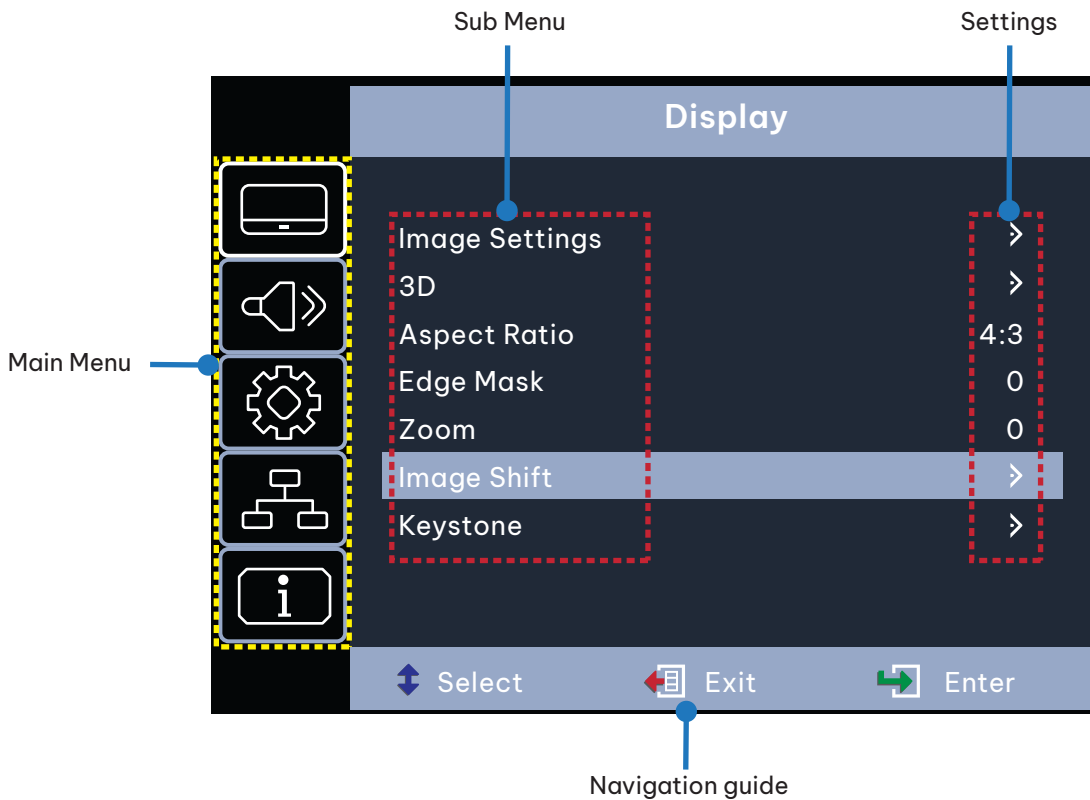 Sub Menu
Settings
Display
Image Settings >
3D >
Aspect Ratio 4:3
Main Menu
Edge Mask 0
Zoom 0
Image Shift >
Keystone >
i
Select Exit Enter
Navigation guide